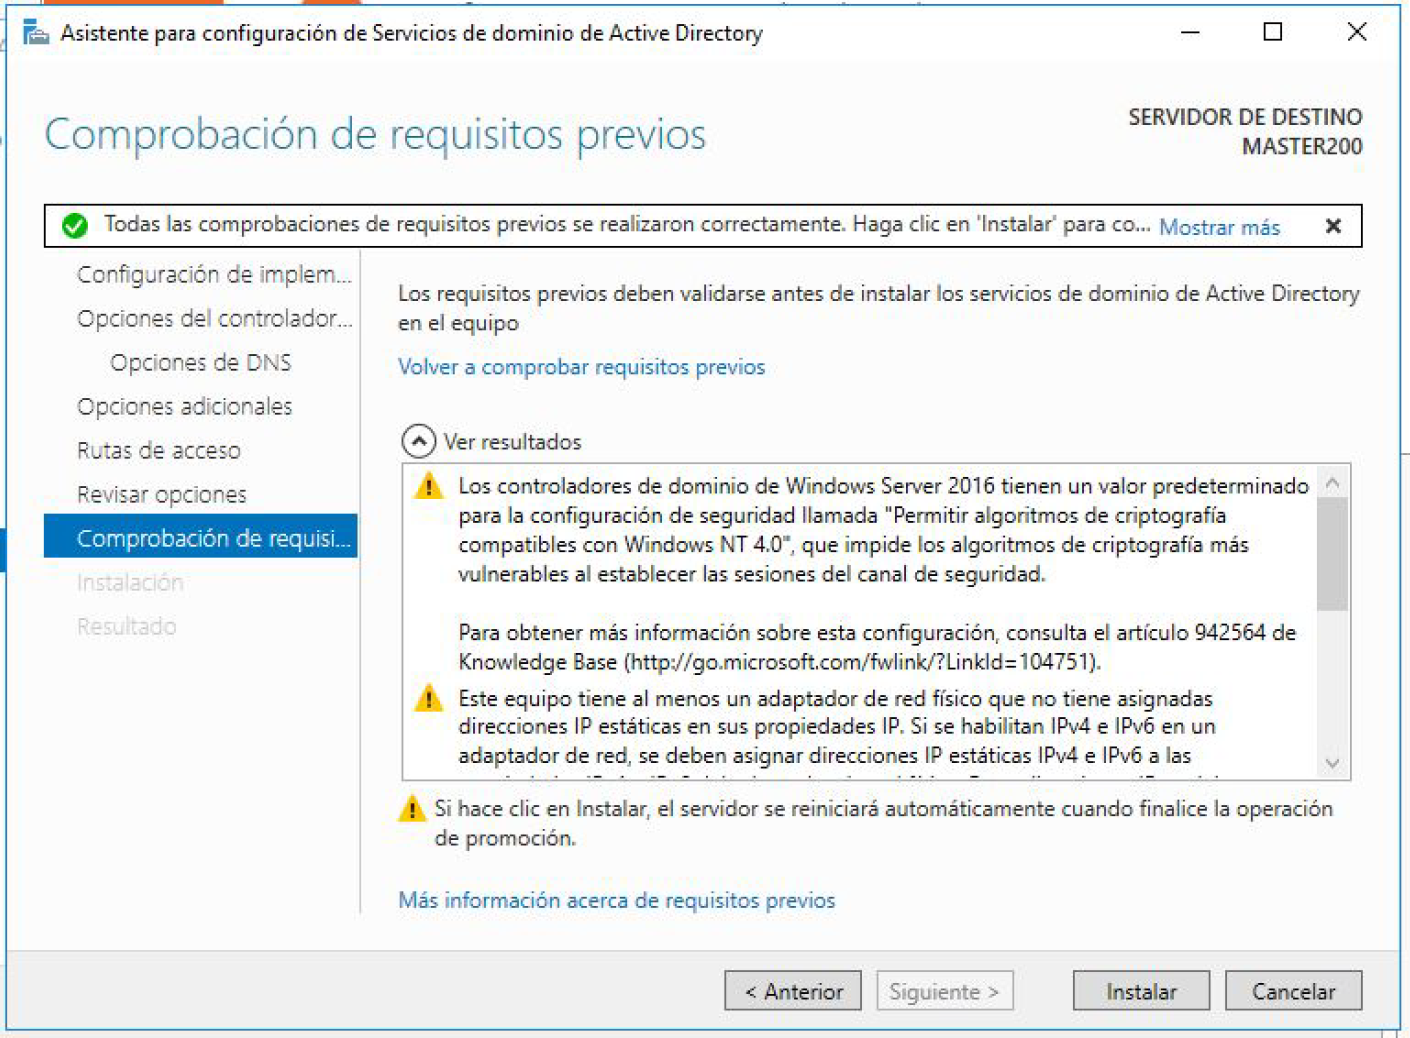 Asistente para configuración de Servicios de dominio de Active Directory
Comprobación de requisitos previos
SERVIDOR DE DESTINO
MASTER200
Todas las comprobaciones de requisitos previos se realizaron correctamente. Haga clic en 'Instalar' para co... Mostrar más
Configuración de implem...
Opciones del controlador...
Opciones de DNS
Opciones adicionales
Rutas de acceso
Revisar opciones
Comprobación de requisi...
Instalación
Resultado
Los requisitos previos deben validarse antes de instalar los servicios de dominio de Active Directory
en el equipo
Volver a comprobar requisitos previos
Ver resultados
Los controladores de dominio de Windows Server 2016 tienen un valor predeterminado
para la configuración de seguridad llamada "Permitir algoritmos de criptografía
compatibles con Windows NT 4.0", que impide los algoritmos de criptografía más
vulnerables al establecer las sesiones del canal de seguridad.
Para obtener más información sobre esta configuración, consulta el artículo 942564 de
Knowledge Base (http://go.microsoft.com/fwlink/?LinkId=104751).
Este equipo tiene al menos un adaptador de red físico que no tiene asignadas
direcciones IP estáticas en sus propiedades IP. Si se habilitan IPv4 e IPv6 en un
adaptador de red, se deben asignar direcciones IP estáticas IPv4 e IPv6 a las
Si hace clic en Instalar, el servidor se reiniciará automáticamente cuando finalice la operación
de promoción.
Más información acerca de requisitos previos
< Anterior
Siguiente >
Instalar
Cancelar